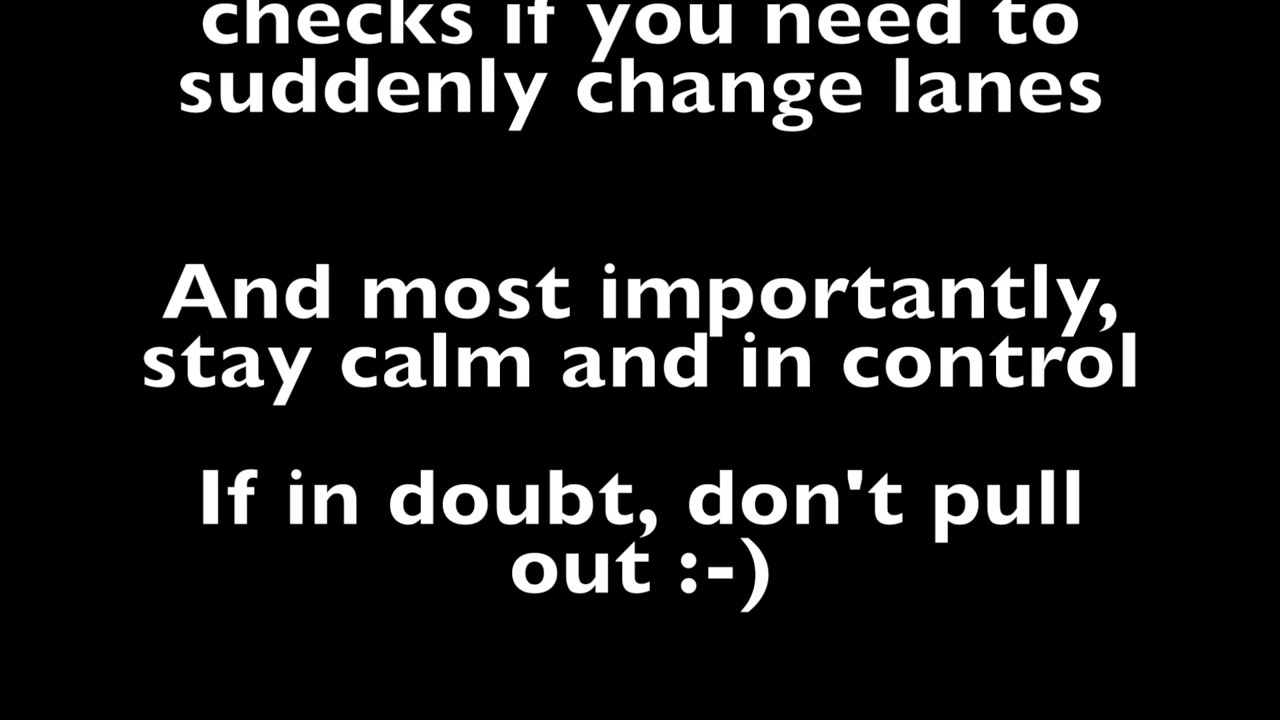 checks if you need to
suddenly change lanes
And most importantly,
stay calm and in control
If in doubt, don't pull
out :-)